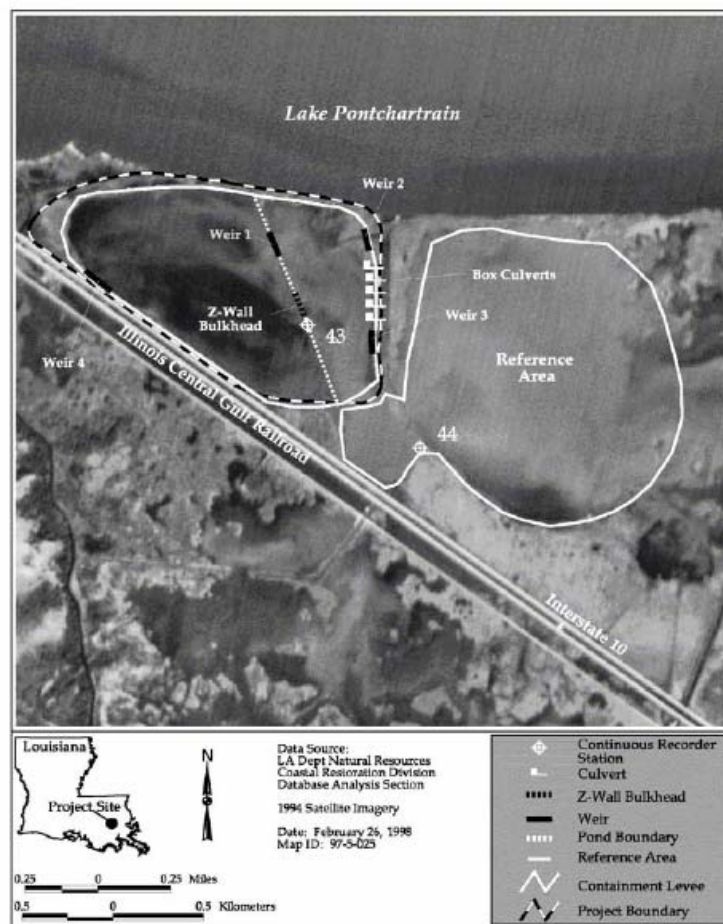 Lake Pontchartrain
Weir 2
Weir 1
Box Culverts
Z-Wall
Bulkhead
43
Weir 3
Weir 4
Reference
Area
Illinois Central Gulf Railroad
44
Interstate 10
Louisiana
Project Site
N
Data Source:
LA Dept Natural Resources
Coastal Restoration Division
Database Analysis Section
1994 Satellite Imagery
Date: February 26, 1998
Map ID: 97-5-025
0.25 0 0.25 Miles
0.5 0 0.5 Kilometers
Continuous Recorder
Station
Culvert
Z-Wall Bulkhead
Weir
Pond Boundary
Reference Area
Containment Levee
Project Boundary